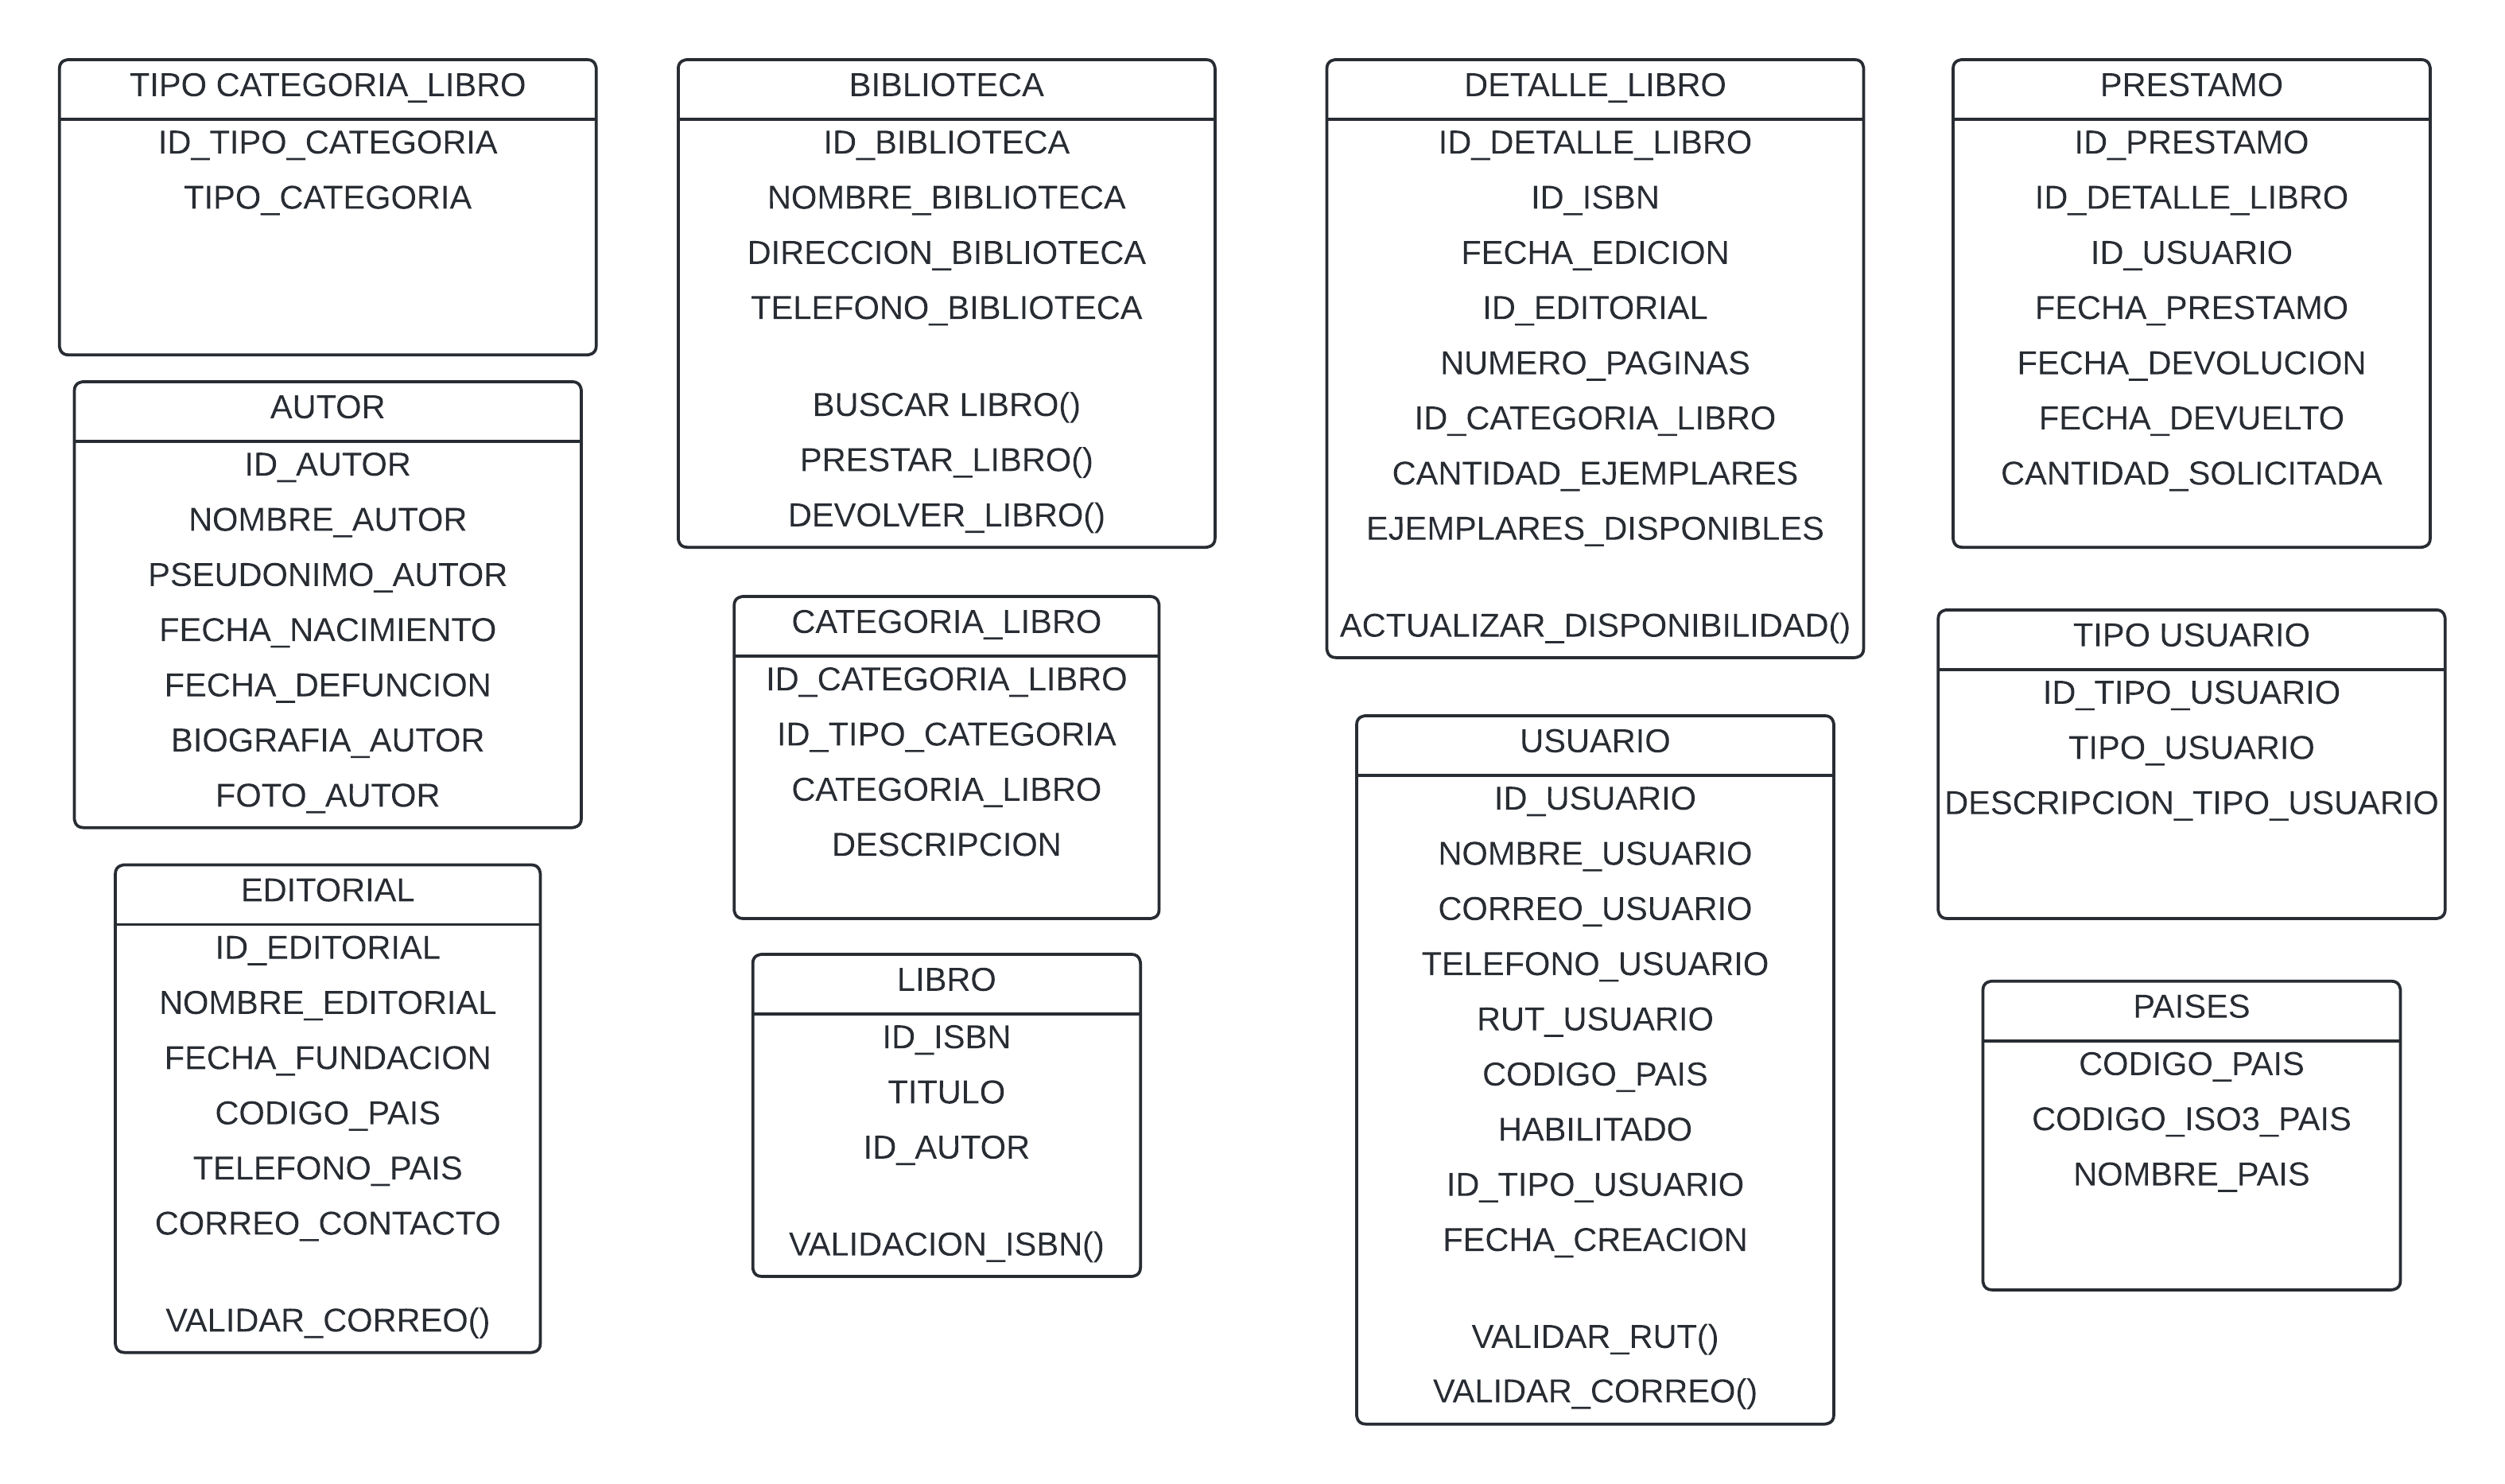 TIPO CATEGORIA_LIBRO
ID_TIPO_CATEGORIA
TIPO_CATEGORIA
AUTOR
ID_AUTOR
NOMBRE_AUTOR
PSEUDONIMO_AUTOR
FECHA_NACIMIENTO
FECHA_DEFUNCION
BIOGRAFIA_AUTOR
FOTO_AUTOR
EDITORIAL
ID_EDITORIAL
NOMBRE_EDITORIAL
FECHA_FUNDACION
CODIGO_PAIS
TELEFONO_PAIS
CORREO_CONTACTO
VALIDAR_CORREO()
BIBLIOTECA
ID_BIBLIOTECA
NOMBRE_BIBLIOTECA
DIRECCION_BIBLIOTECA
TELEFONO_BIBLIOTECA
BUSCAR LIBRO()
PRESTAR_LIBRO()
DEVOLVER_LIBRO()
CATEGORIA_LIBRO
ID_CATEGORIA_LIBRO
ID_TIPO_CATEGORIA
CATEGORIA_LIBRO
DESCRIPCION
LIBRO
ID_ISBN
TITULO
ID_AUTOR
VALIDACION_ISBN()
DETALLE_LIBRO
ID_DETALLE_LIBRO
ID_ISBN
FECHA_EDICION
ID_EDITORIAL
NUMERO_PAGINAS
ID_CATEGORIA_LIBRO
CANTIDAD_EJEMPLARES
EJEMPLARES_DISPONIBLES
ACTUALIZAR_DISPONIBILIDAD()
USUARIO
ID_USUARIO
NOMBRE_USUARIO
CORREO_USUARIO
TELEFONO_USUARIO
RUT_USUARIO
CODIGO_PAIS
HABILITADO
ID_TIPO_USUARIO
FECHA_CREACION
VALIDAR_RUT()
VALIDAR_CORREO()
PRESTAMO
ID_PRESTAMO
ID_DETALLE_LIBRO
ID_USUARIO
FECHA_PRESTAMO
FECHA_DEVOLUCION
FECHA_DEVUELTO
CANTIDAD_SOLICITADA
TIPO USUARIO
ID_TIPO_USUARIO
TIPO_USUARIO
DESCRIPCION_TIPO_USUARIO
PAISES
CODIGO_PAIS
CODIGO_ISO3_PAIS
NOMBRE_PAIS